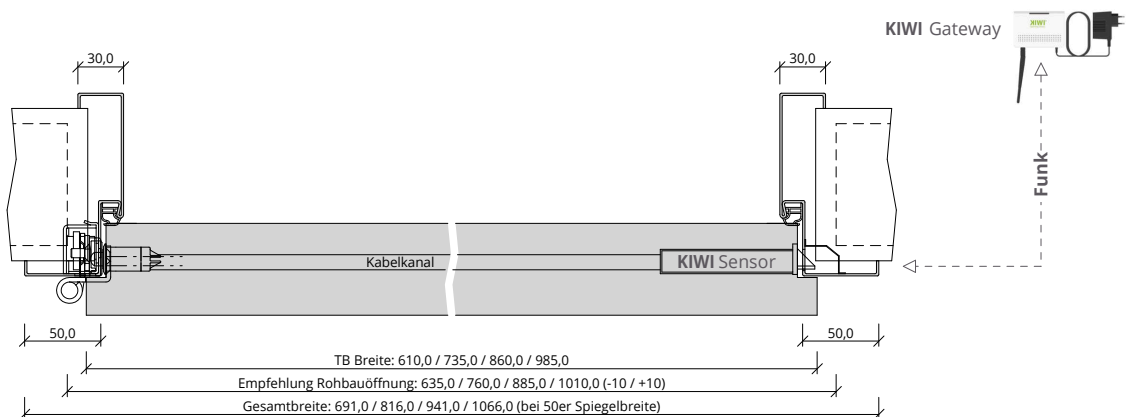 KIWI Gateway
KIWI
30,0
30,0
Funk
Kabelkanal
KIWI Sensor
50,0
50,0
TB Breite: 610,0 / 735,0 / 860,0 / 985,0
Empfehlung Rohbauöffnung: 635,0 / 760,0 / 885,0 / 1010,0 (-10 / +10)
Gesamtbreite: 691,0 / 816,0 / 941,0 / 1066,0 (bei 50er Spiegelbreite)